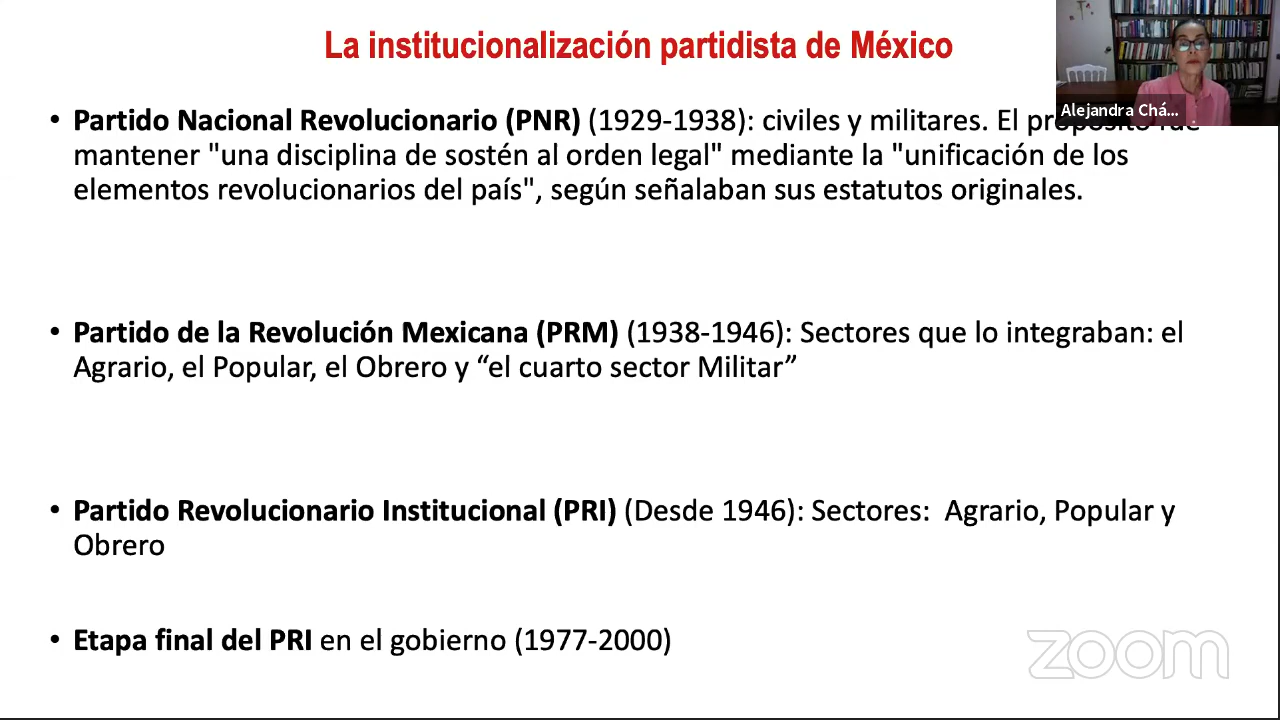 La institucionalización partidista de México
Alejandra Chá...
• Partido Nacional Revolucionario (PNR) (1929-1938): civiles y militares. El propósito fue
mantener "una disciplina de sostén al orden legal" mediante la "unificación de los
elementos revolucionarios del país", según señalaban sus estatutos originales.
• Partido de la Revolución Mexicana (PRM) (1938-1946): Sectores que lo integraban: el
Agrario, el Popular, el Obrero y “el cuarto sector Militar”
• Partido Revolucionario Institucional (PRI) (Desde 1946): Sectores:  Agrario, Popular y
Obrero
• Etapa final del PRI en el gobierno (1977-2000)
zoom